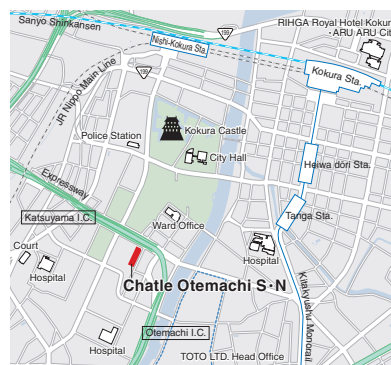 Sanyo Shinkansen
199
RIHGA Royal Hotel Kokura
·ARU ARU City
Nishi-Kokura Sta.
Kokura Sta.
JR Nippo Main Line
199
Police Station
Kokura Castle
City Hall
Heiwa dōri Sta.
Expressway
Katsuyama I.C.
Ward Office
Tanga Sta.
Court
Hospital
Hospital
Chatle Otemachi S·N
Kitakyushu Monorail
Otemachi I.C.
Hospital
TOTO LTD. Head Office